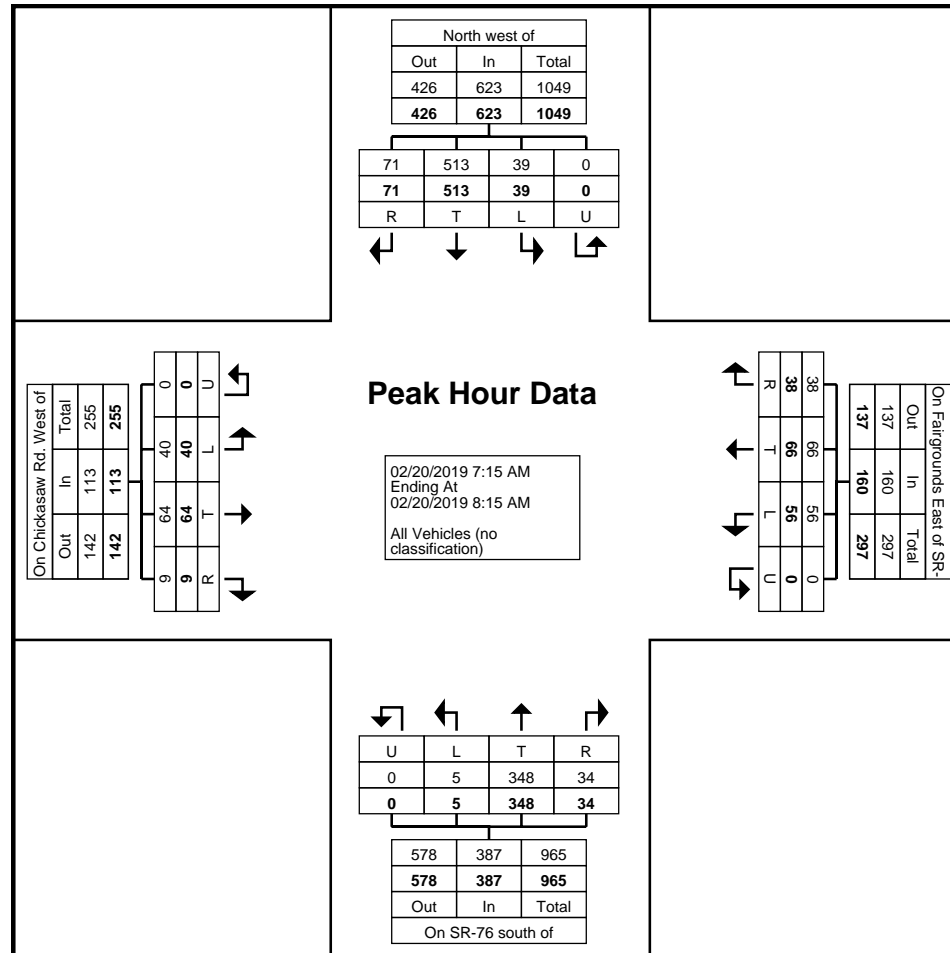 North west of
Out In Total
426 623 1049
426 623 1049
71 513 39 0
71 513 39 0
R T L U
On Chickasaw Rd. West of
Total In Out
255 113 142
255 113 142
0 40 64 9
0 40 64 9
U L T R
Peak Hour Data
02/20/2019 7:15 AM
Ending At
02/20/2019 8:15 AM
All Vehicles (no
classification)
On Fairgrounds East of SR-
Out In Total
137 160 297
137 160 297
38 66 56 0
38 66 56 0
R T L U
U L T R
0 5 348 34
0 5 348 34
578 387 965
578 387 965
Out In Total
On SR-76 south of